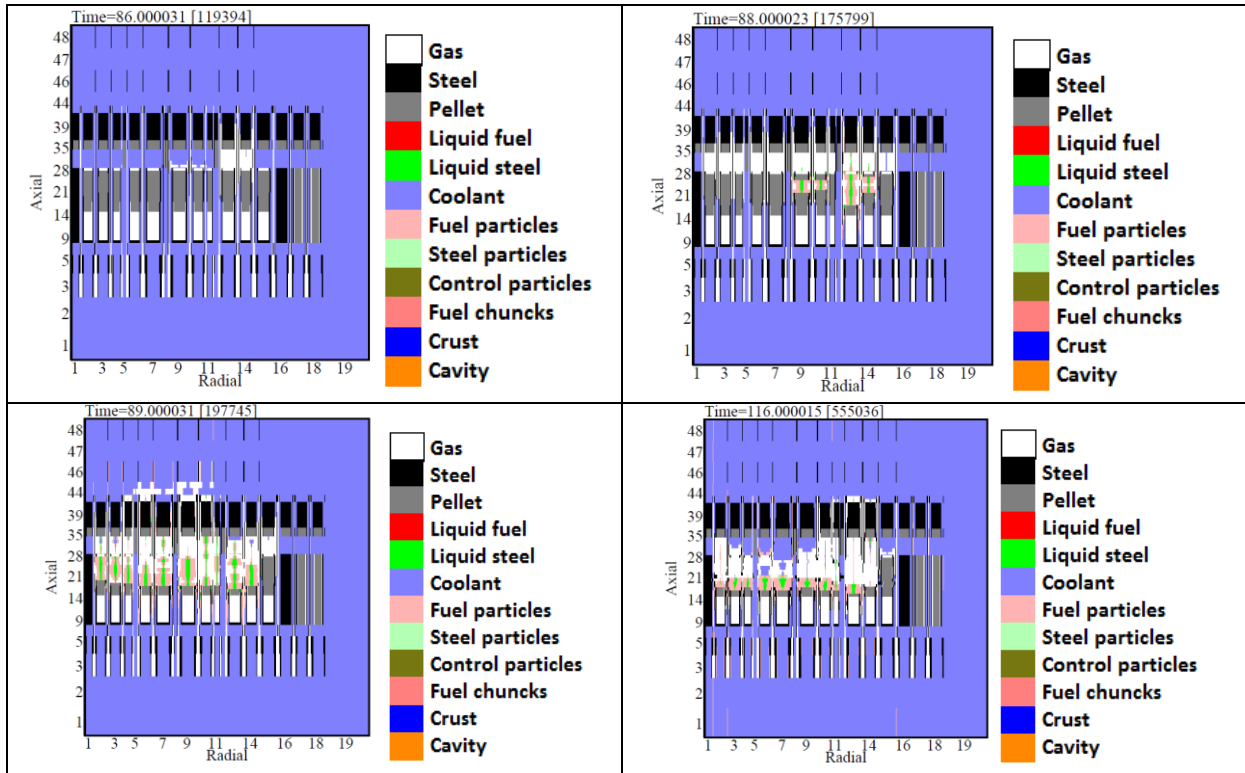 Time=86.000031 [119394]
48
47
46
44
39
35
28
21
14
9
5
3
2
1
Axial
1 3 5 7 9 11 14 16 18 19
Radial
Gas
Steel
Pellet
Liquid fuel
Liquid steel
Coolant
Fuel particles
Steel particles
Control particles
Fuel chuncks
Crust
Cavity
Time=88.000023 [175799]
48
47
46
44
39
35
28
21
14
9
5
3
2
1
Axial
1 3 5 7 9 11 14 16 18 19
Radial
Gas
Steel
Pellet
Liquid fuel
Liquid steel
Coolant
Fuel particles
Steel particles
Control particles
Fuel chuncks
Crust
Cavity
Time=89.000031 [197745]
48
47
46
44
39
35
28
21
14
9
5
3
2
1
Axial
1 3 5 7 9 11 14 16 18 19
Radial
Gas
Steel
Pellet
Liquid fuel
Liquid steel
Coolant
Fuel particles
Steel particles
Control particles
Fuel chuncks
Crust
Cavity
Time=116.000015 [555036]
48
47
46
44
39
35
28
21
14
9
5
3
2
1
Axial
1 3 5 7 9 11 14 16 18 19
Radial
Gas
Steel
Pellet
Liquid fuel
Liquid steel
Coolant
Fuel particles
Steel particles
Control particles
Fuel chuncks
Crust
Cavity